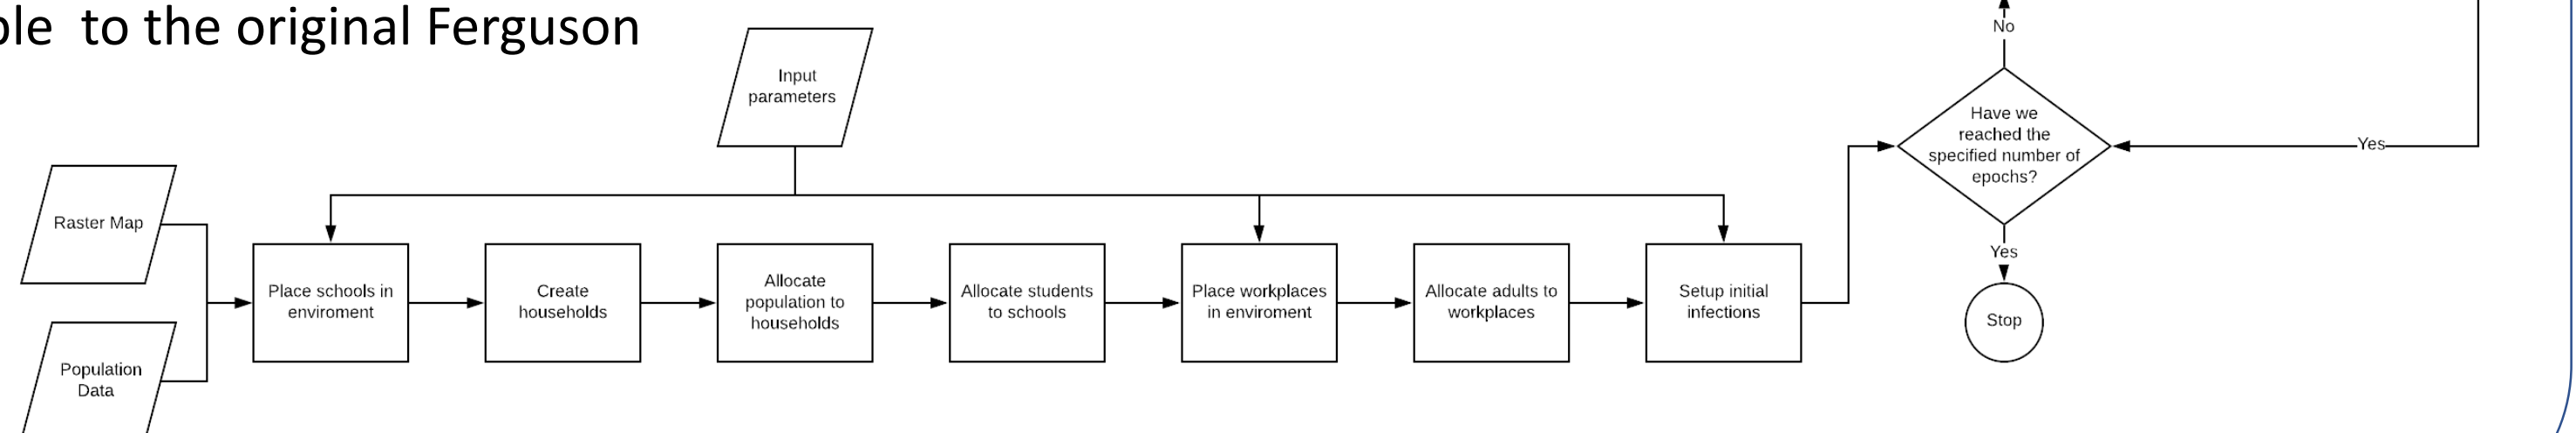 ple to the original Ferguson
Input
parameters
No
Have we
reached the
specified number of
epochs?
Yes
Raster Map
Population
Data
Place schools in
enviroment
Create
households
Allocate
population to
households
Allocate students
to schools
Place workplaces
in enviroment
Allocate adults to
workplaces
Setup initial
infections
Yes
Stop